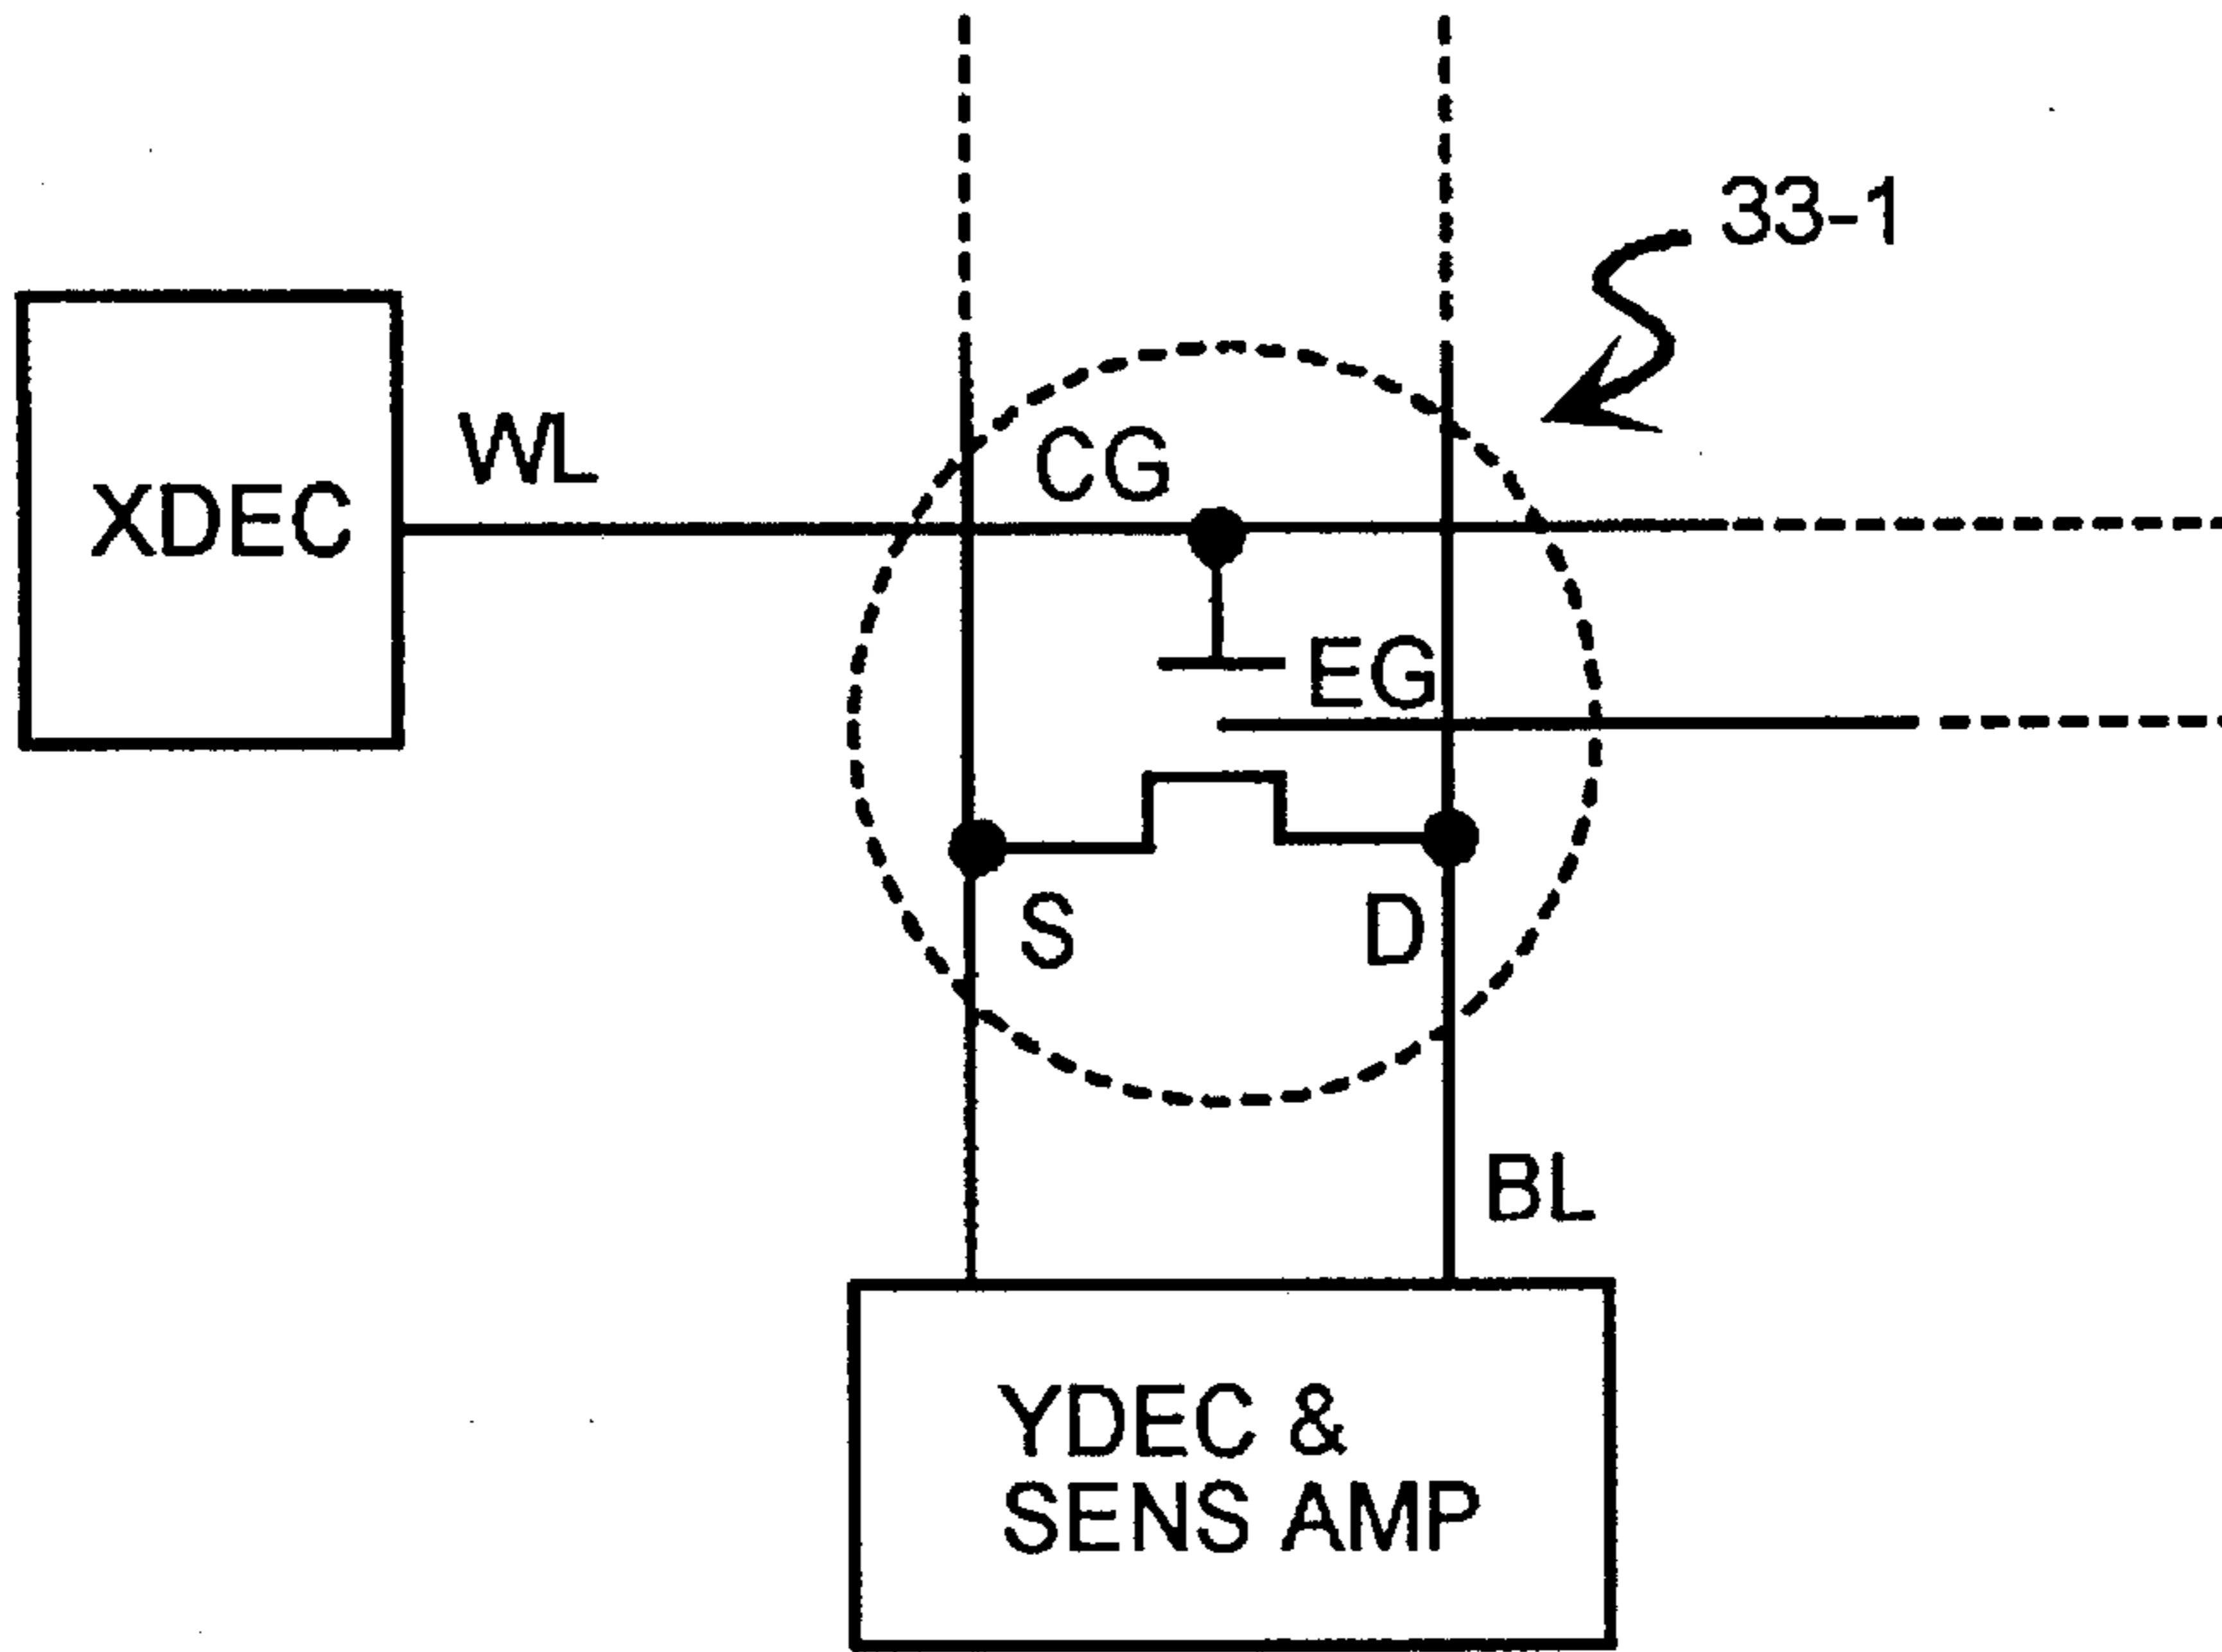 33-1
WL
CG
XDEC
EG
S
D
BL
YDEC &
SENS AMP